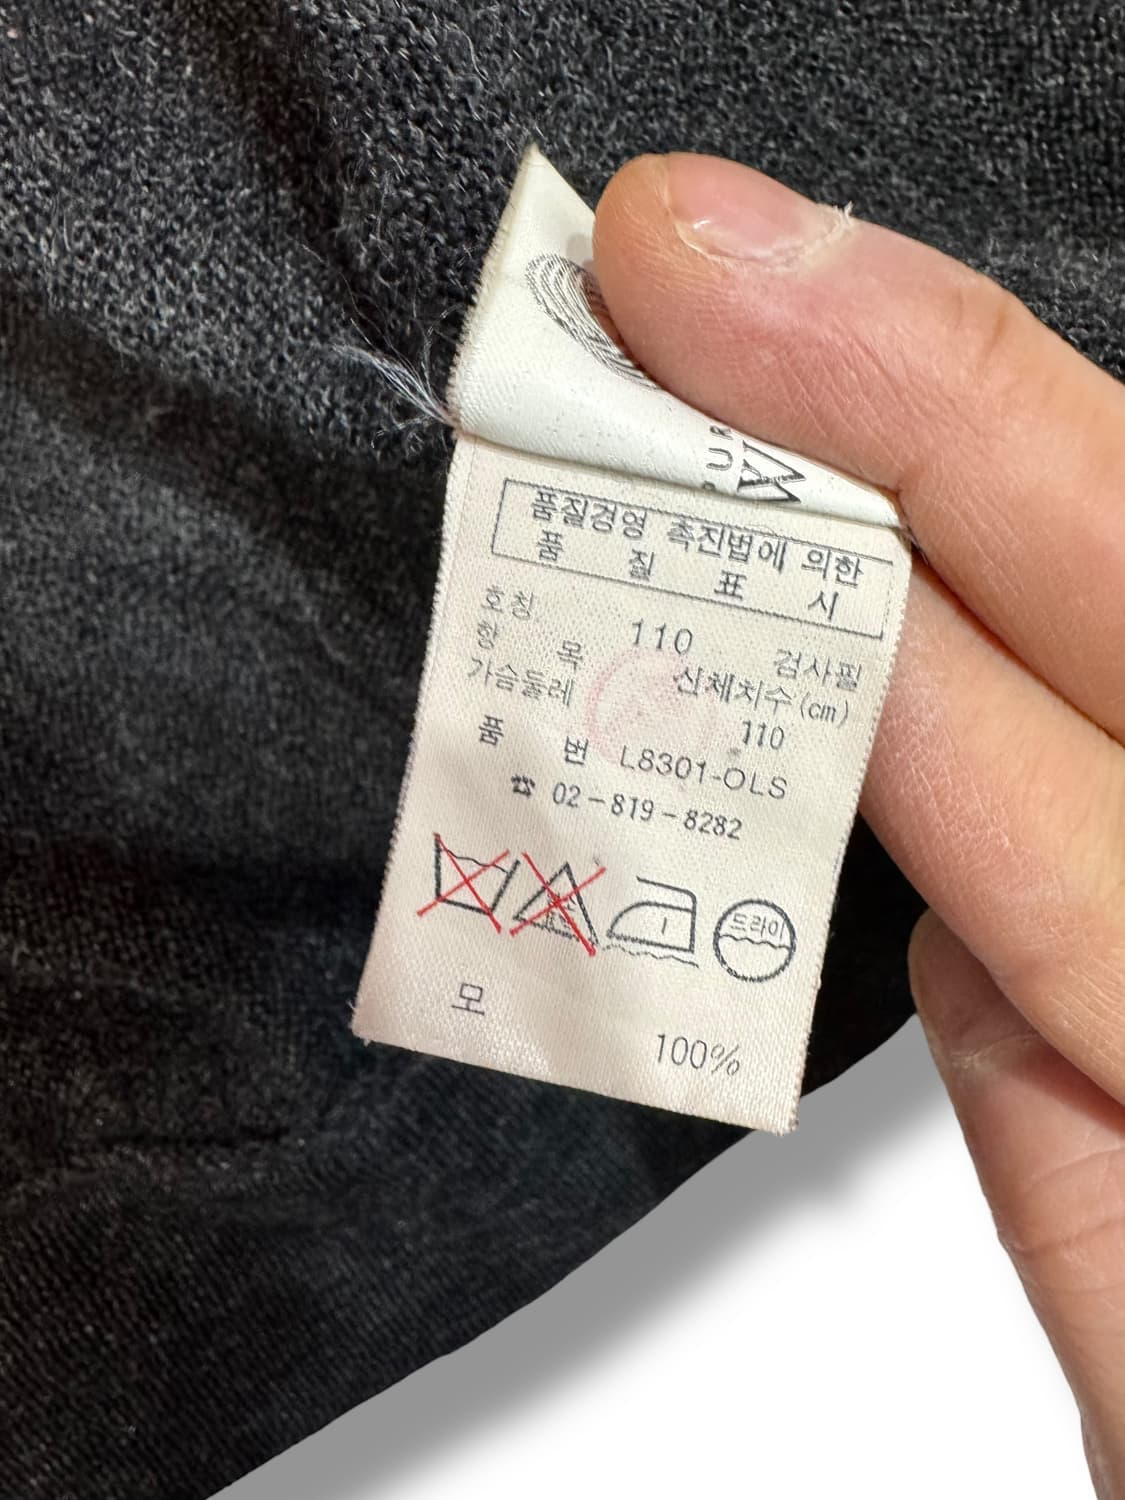 품질경영 촉진법에 의한
품 질 표 시
호칭 110 검사필
항 목 신체치수(cm)
가슴둘레 110
품 번 L8301-OLS
☎ 02-819-8282
드라이
모 100%